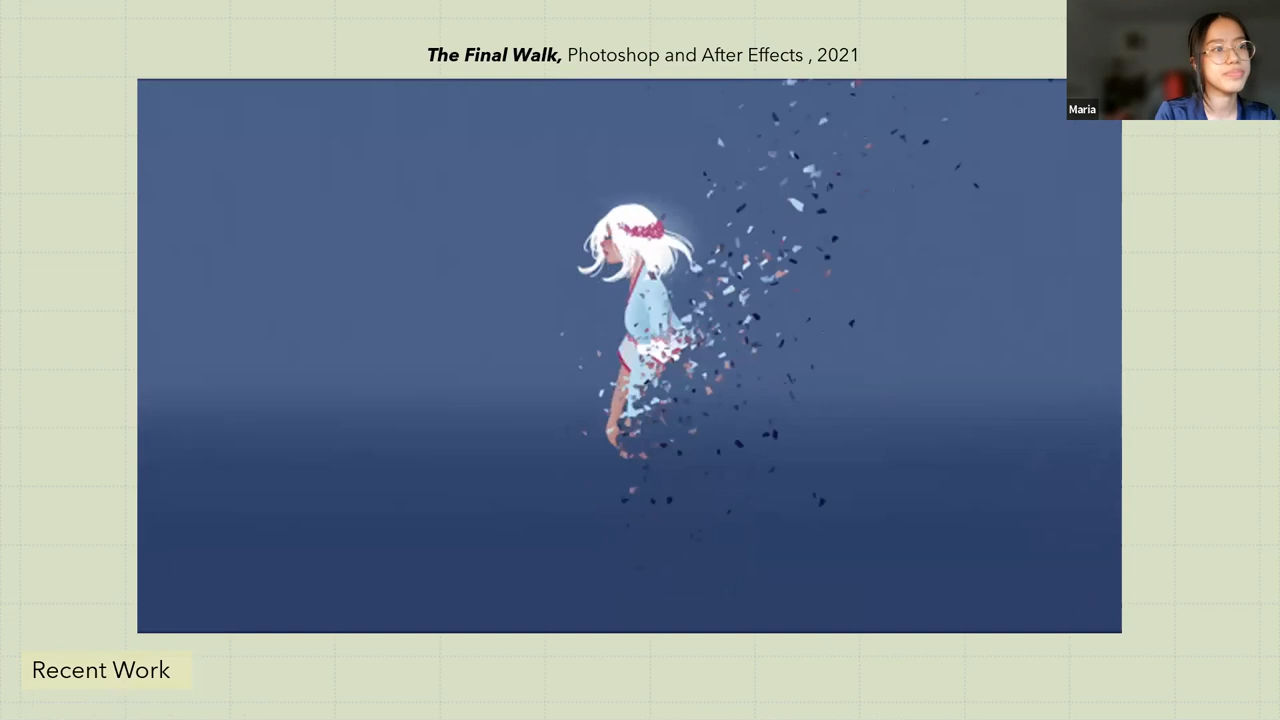 The Final Walk, Photoshop and After Effects , 2021
Maria
Recent Work